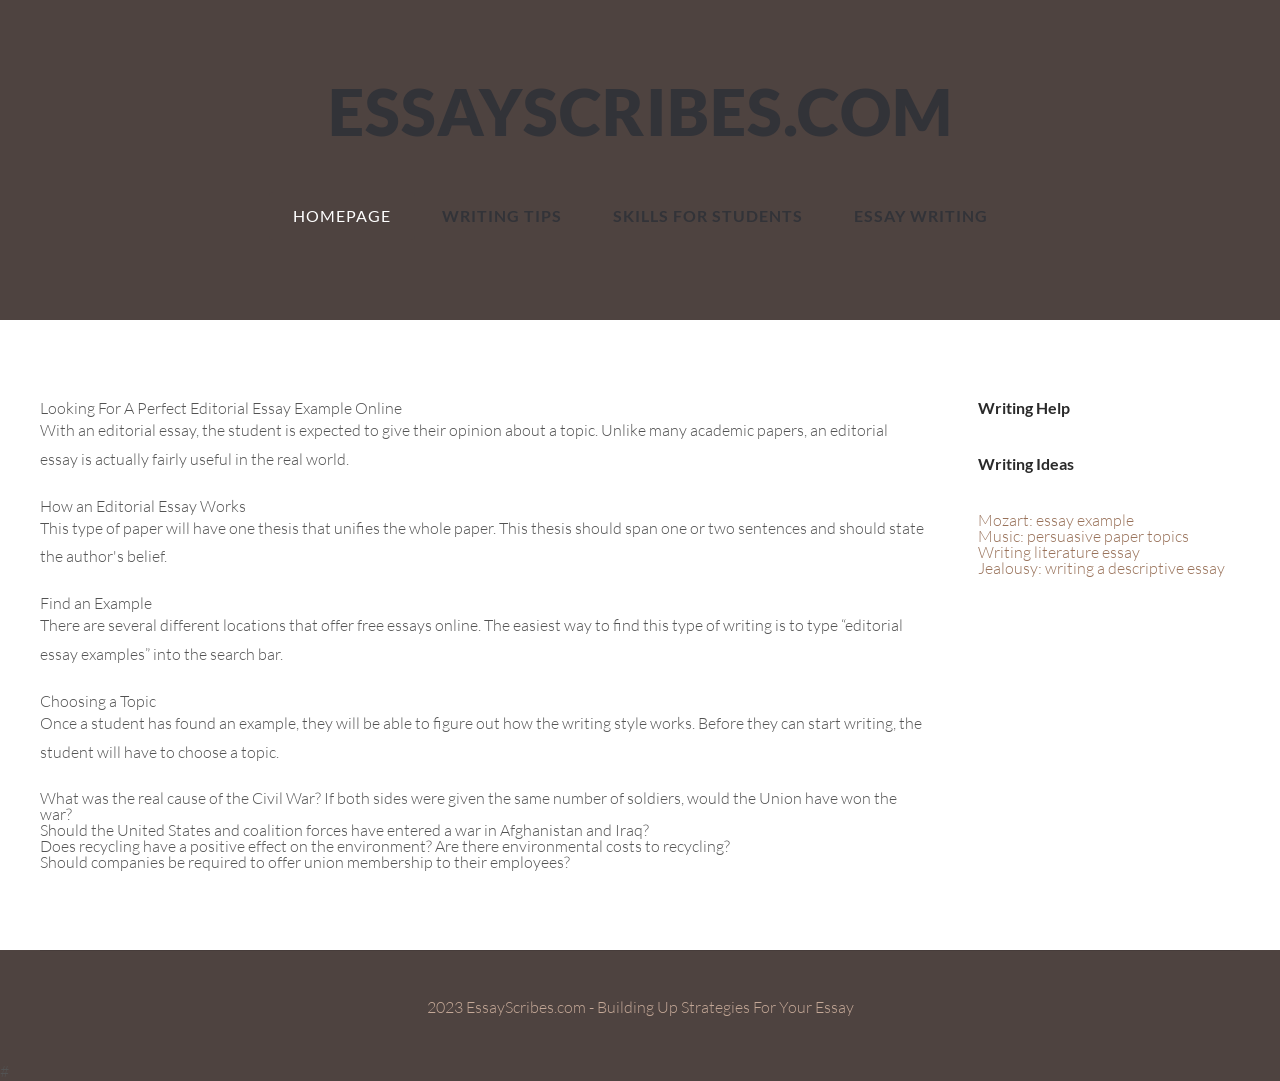 ESSAYSCRIBES.COM
HOMEPAGE WRITING TIPS SKILLS FOR STUDENTS ESSAY WRITING
Looking For A Perfect Editorial Essay Example Online
With an editorial essay, the student is expected to give their opinion about a topic. Unlike many academic papers, an editorial
essay is actually fairly useful in the real world.
How an Editorial Essay Works
This type of paper will have one thesis that unifies the whole paper. This thesis should span one or two sentences and should state
the author's belief.
Find an Example
There are several different locations that offer free essays online. The easiest way to find this type of writing is to type “editorial
essay examples” into the search bar.
Choosing a Topic
Once a student has found an example, they will be able to figure out how the writing style works. Before they can start writing, the
student will have to choose a topic.
What was the real cause of the Civil War? If both sides were given the same number of soldiers, would the Union have won the
war?
Should the United States and coalition forces have entered a war in Afghanistan and Iraq?
Does recycling have a positive effect on the environment? Are there environmental costs to recycling?
Should companies be required to offer union membership to their employees?
Writing Help
Writing Ideas
Mozart: essay example
Music: persuasive paper topics
Writing literature essay
Jealousy: writing a descriptive essay
2023 EssayScribes.com - Building Up Strategies For Your Essay